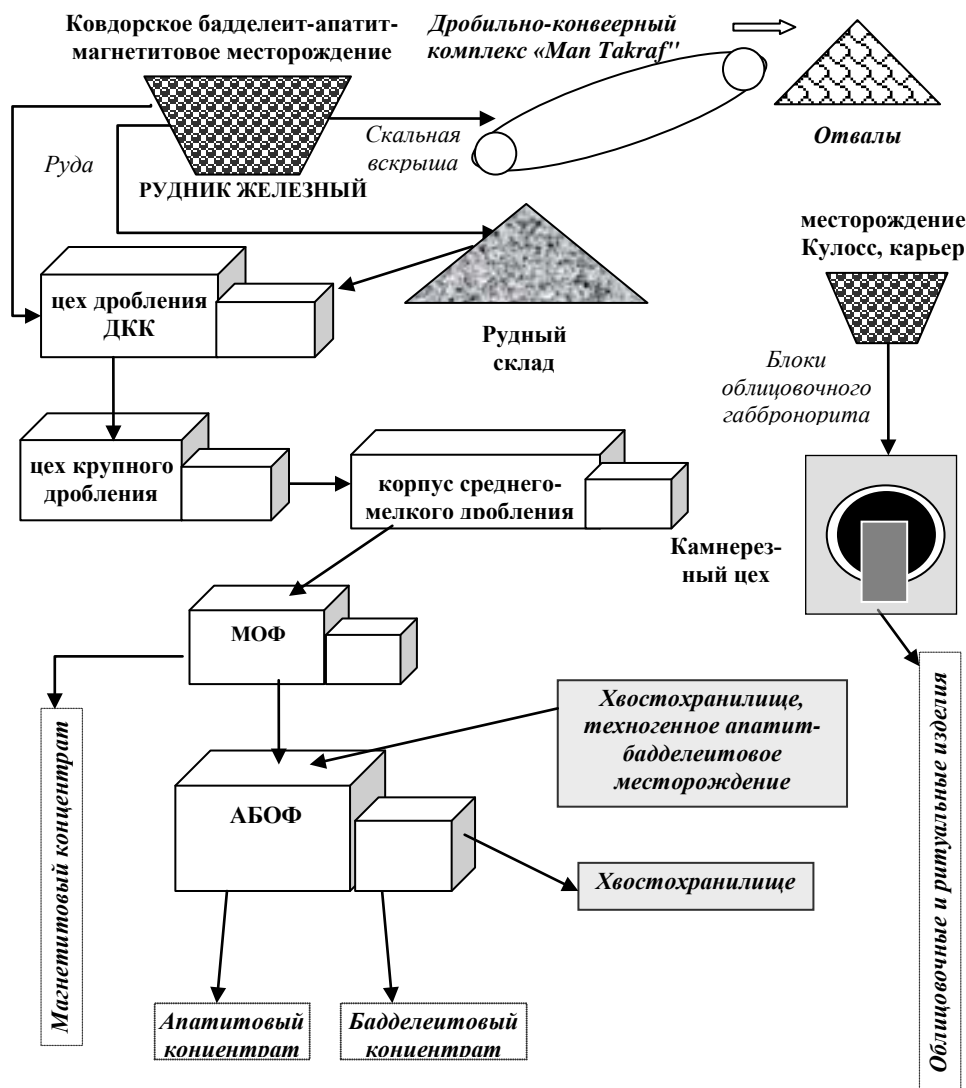 Ковдорское бадделеит-апатит-
магнетитовое месторождение
Дробильно-конвеерный
комплекс «Man Takraf"
Отвалы
Скальная
вскрыша
Руда
РУДНИК ЖЕЛЕЗНЫЙ
месторождение
Кулосс, карьер
цех дробления
ДКК
Рудный
склад
Блоки
облицовочного
габбронорита
цех крупного
дробления
корпус среднего-
мелкого дробления
Камнерез-
ный цех
МОФ
Хвостохранилище,
техногенное апатит-
бадделеитовое
месторождение
АБОФ
Хвостохранилище
Магнетитовый концентрат
Облицовочные и ритуальные изделия
Апатитовый
концентрат
Бадделеитовый
концентрат